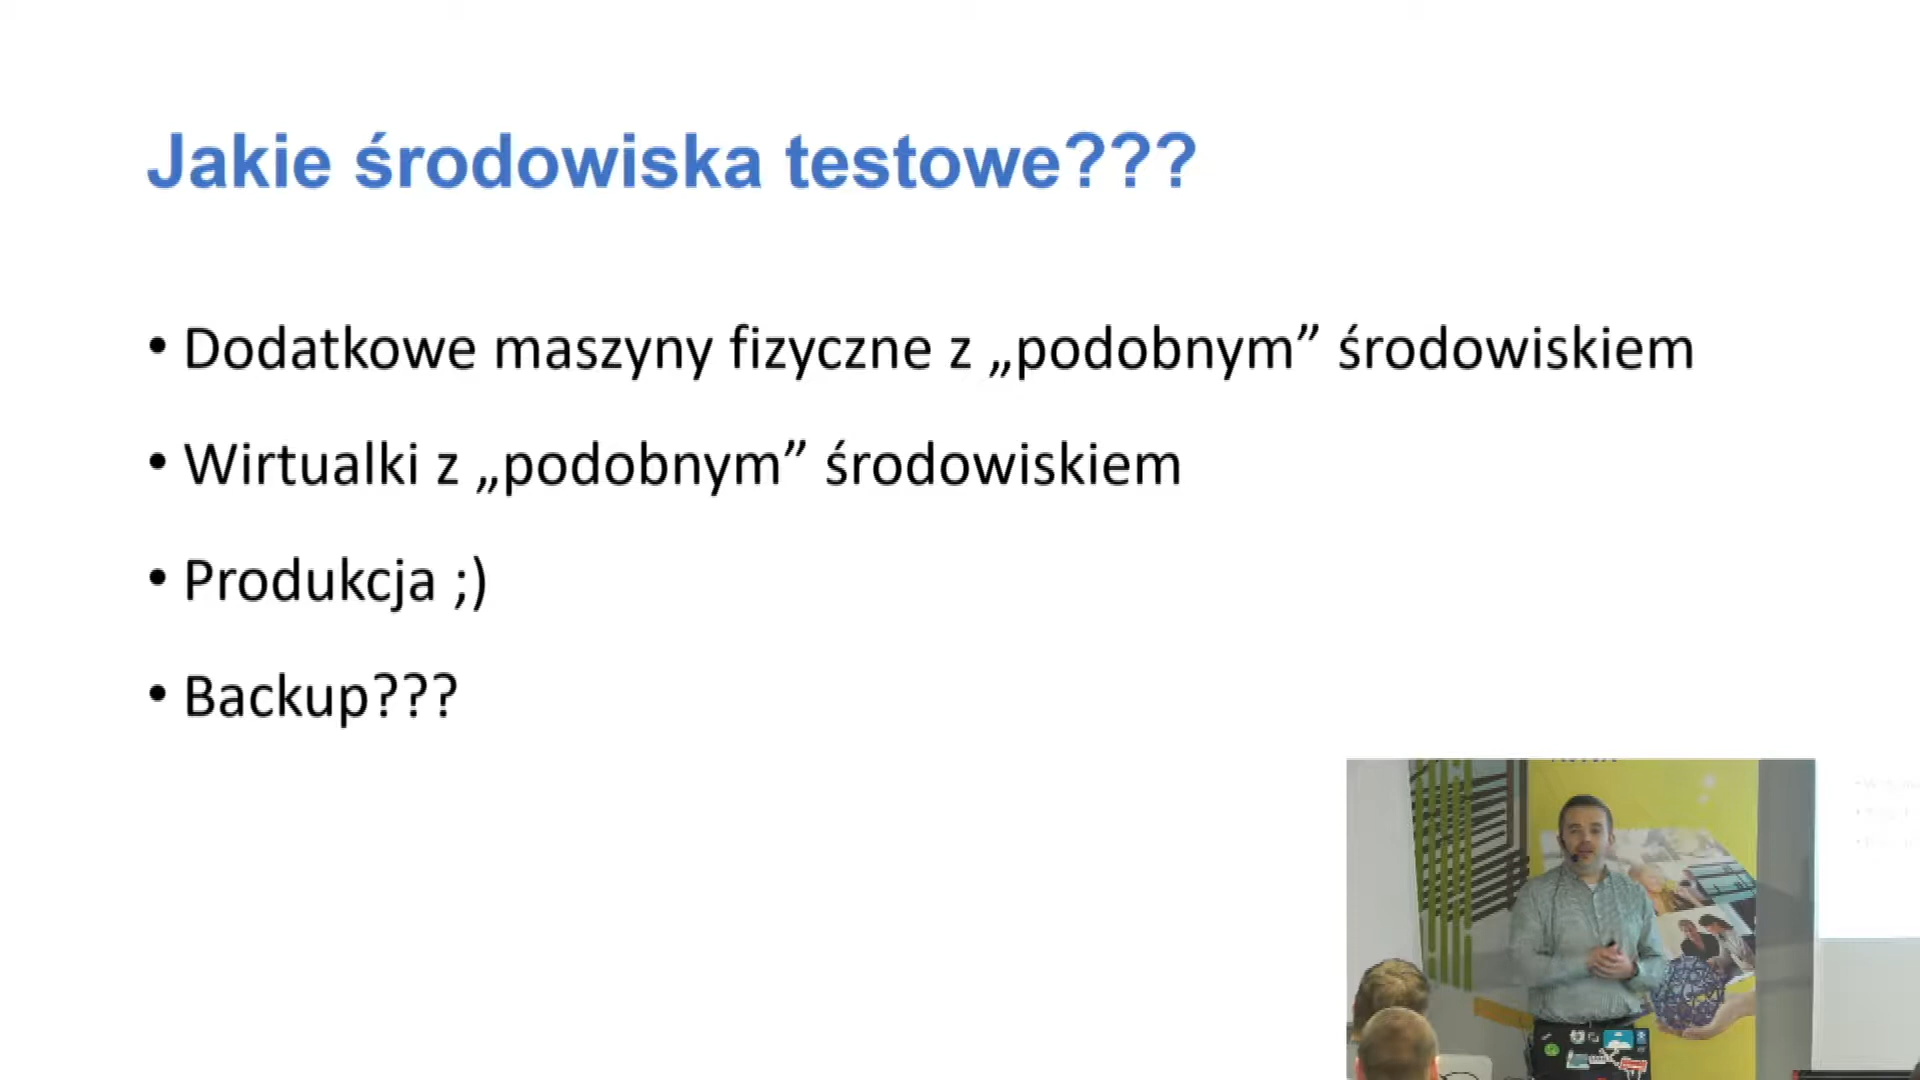 Jakie środowiska testowe???
• Dodatkowe maszyny fizyczne z „podobnym” środowiskiem
• Wirtualki z „podobnym” środowiskiem
• Produkcja ;)
• Backup???